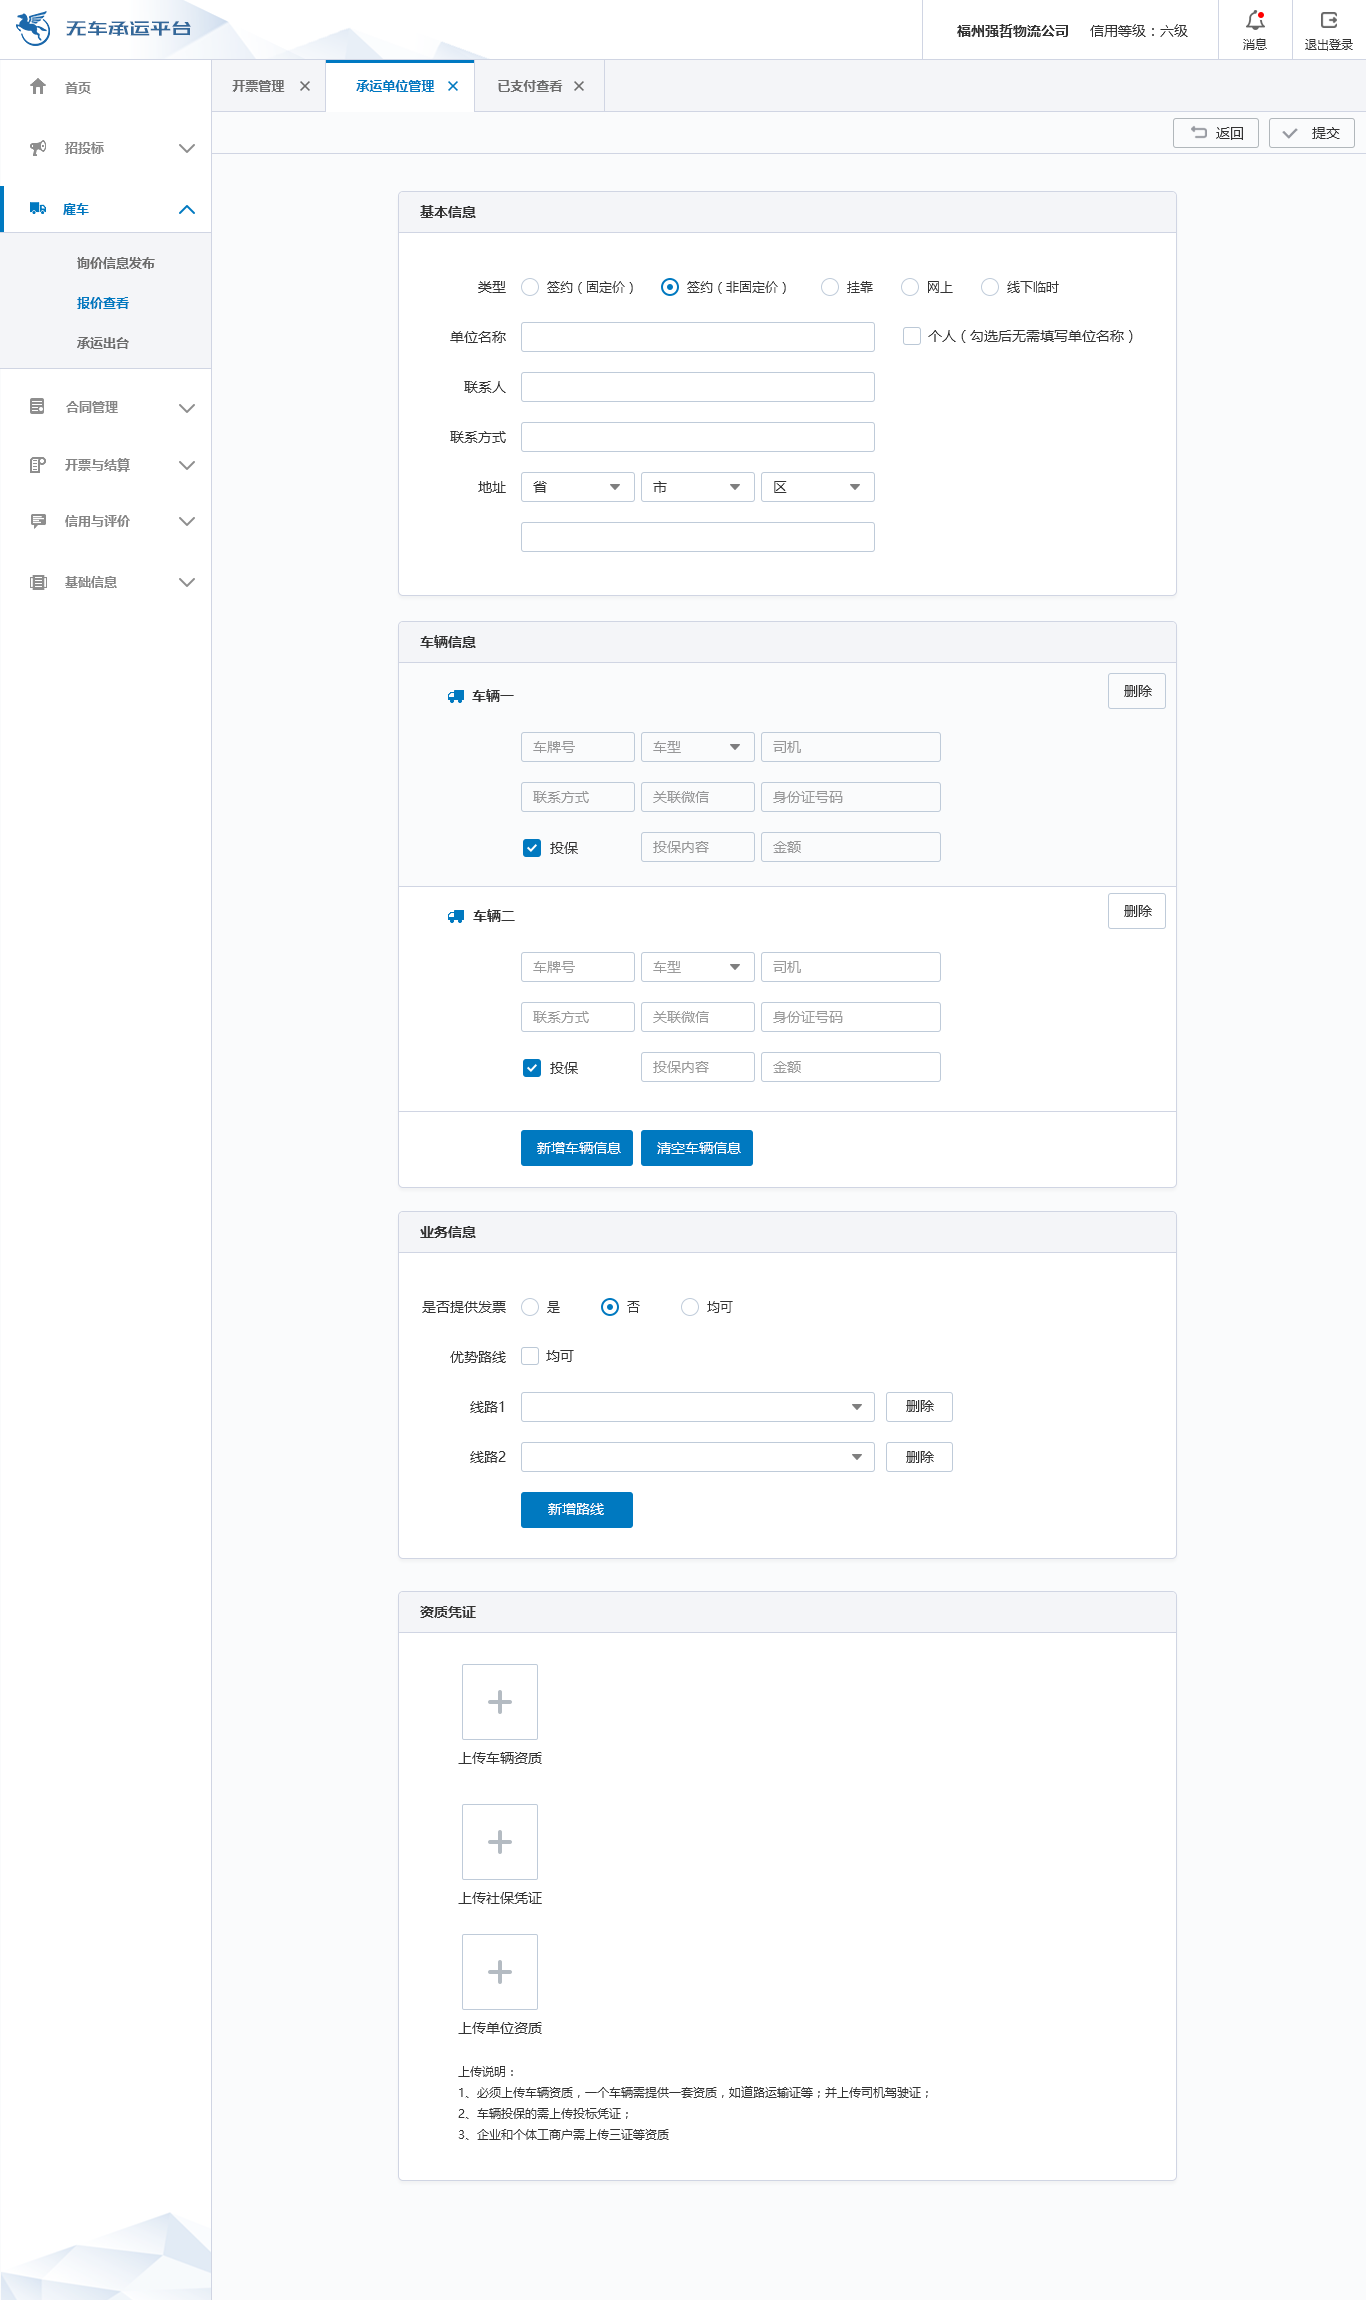 无车承运平台
福州强哲物流公司 信用等级：六级
消息
退出登录
首页
招投标
雇车
询价信息发布
报价查看
承运出台
合同管理
开票与结算
信用与评价
基础信息
开票管理
承运单位管理
已支付查看
返回
提交
基本信息
类型 签约（固定价） 签约（非固定价） 挂靠 网上 线下临时
单位名称 个人（勾选后无需填写单位名称）
联系人
联系方式
地址 省 市 区
车辆信息
车辆一 删除
车牌号 车型 司机
联系方式 关联微信 身份证号码
投保 投保内容 金额
车辆二 删除
车牌号 车型 司机
联系方式 关联微信 身份证号码
投保 投保内容 金额
新增车辆信息 清空车辆信息
业务信息
是否提供发票 是 否 均可
优势路线 均可
线路1 删除
线路2 删除
新增路线
资质凭证
上传车辆资质
上传社保凭证
上传单位资质
上传说明：
1、必须上传车辆资质，一个车辆需提供一套资质，如道路运输证等；并上传司机驾驶证；
2、车辆投保的需上传投标凭证；
3、企业和个体工商户需上传三证等资质